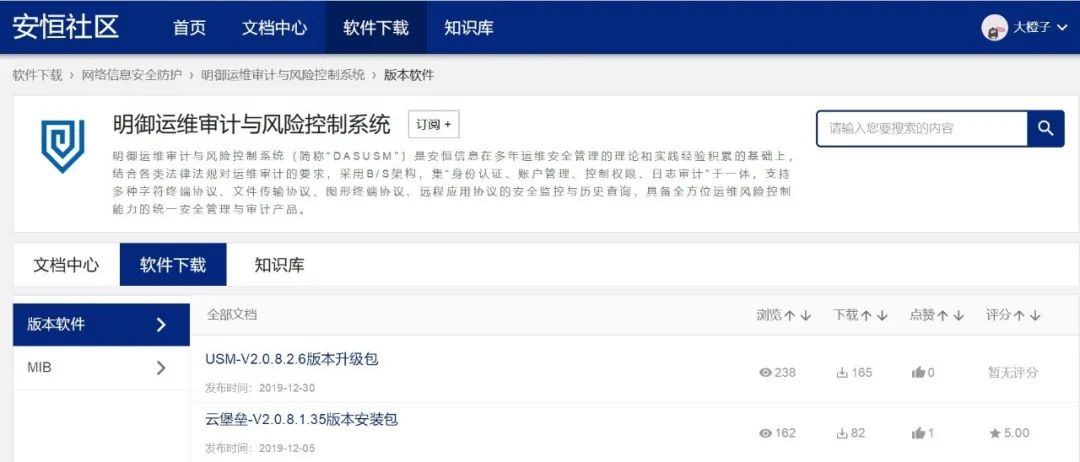 安恒社区 首页 文档中心 软件下载 知识库 大橙子
软件下载 › 网络信息安全防护 › 明御运维审计与风险控制系统 › 版本软件
明御运维审计与风险控制系统 订阅 + 请输入您要搜索的内容
明御运维审计与风险控制系统（简称“DASUSM”）是安恒信息在多年运维安全管理的理论和实践经验积累的基础上，
结合各类法律法规对运维审计的要求，采用B/S架构，集“身份认证、账户管理、控制权限、日志审计”于一体，支持
多种字符终端协议、文件传输协议、图形终端协议、远程应用协议的安全监控与历史查询，具备全方位运维风险控制
能力的统一安全管理与审计产品。
文档中心 软件下载 知识库
版本软件
MIB
全部文档 浏览↑↓ 下载↑↓ 点赞↑↓ 评分↑↓
USM-V2.0.8.2.6版本升级包
发布时间：2019-12-30
238 165 0 暂无评分
云堡垒-V2.0.8.1.35版本安装包
发布时间：2019-12-05
162 82 1 5.00